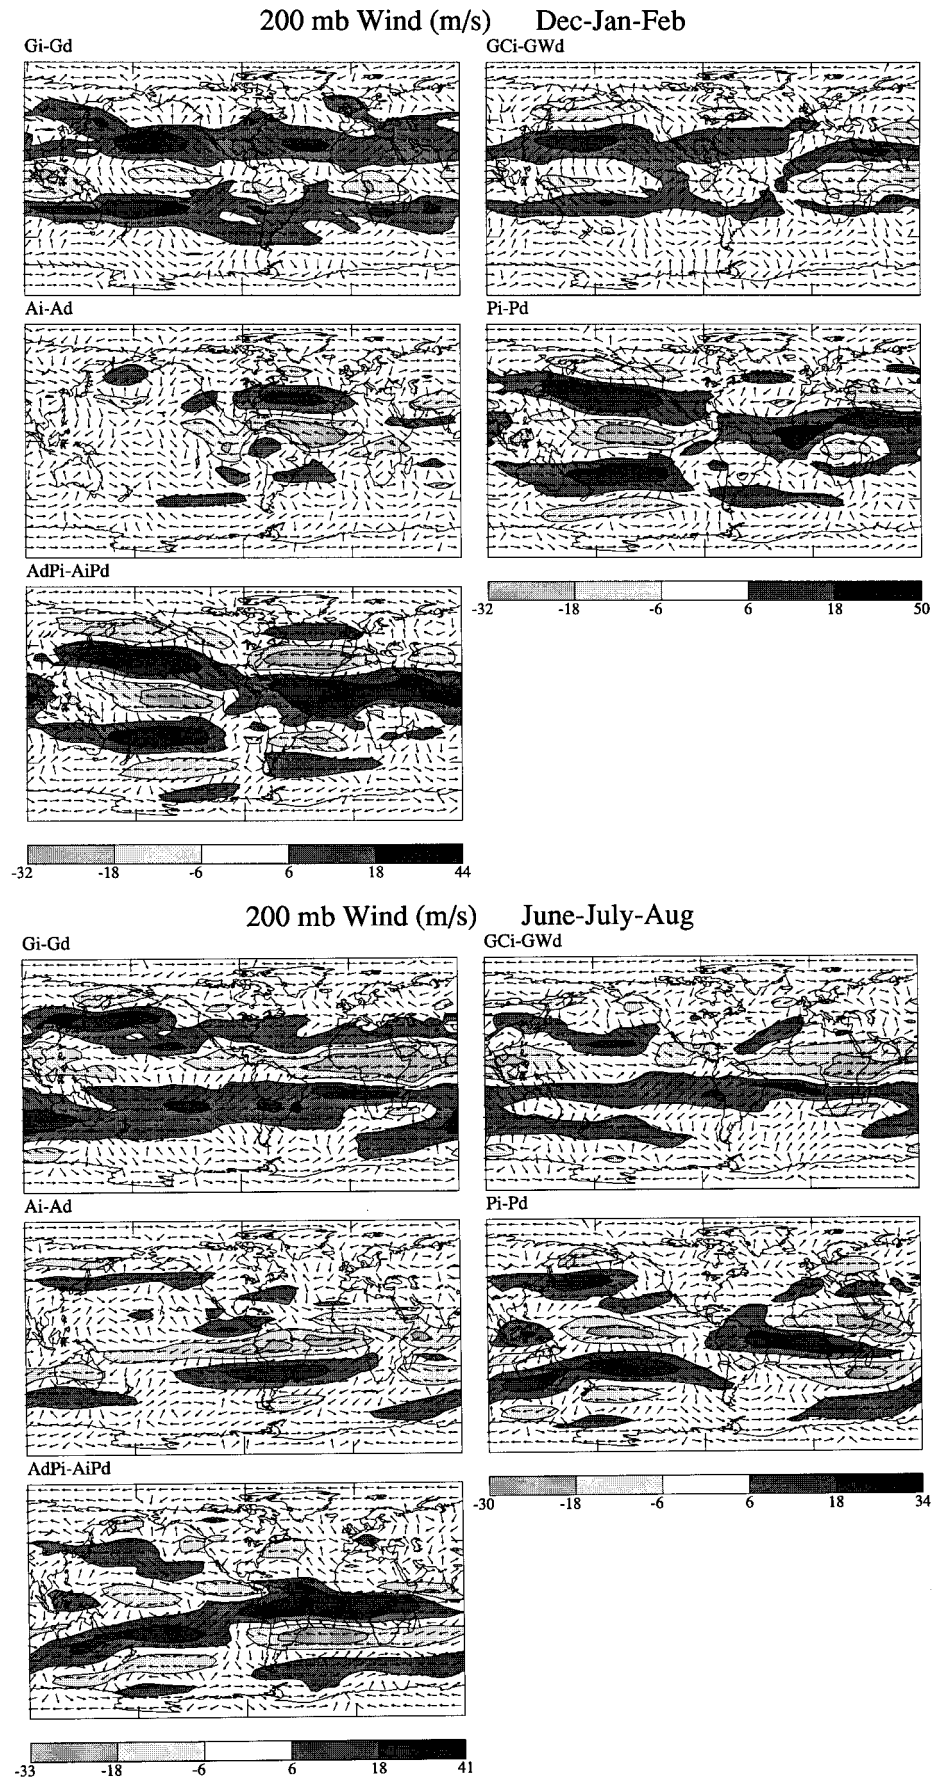 200 mb Wind (m/s) Dec-Jan-Feb
Gi-Gd GCi-GWd
Ai-Ad Pi-Pd
AdPi-AiPd
-32 -18 -6 6 18 50
-32 -18 -6 6 18 44
200 mb Wind (m/s) June-July-Aug
Gi-Gd GCi-GWd
Ai-Ad Pi-Pd
AdPi-AiPd
-30 -18 -6 6 18 34
-33 -18 -6 6 18 41